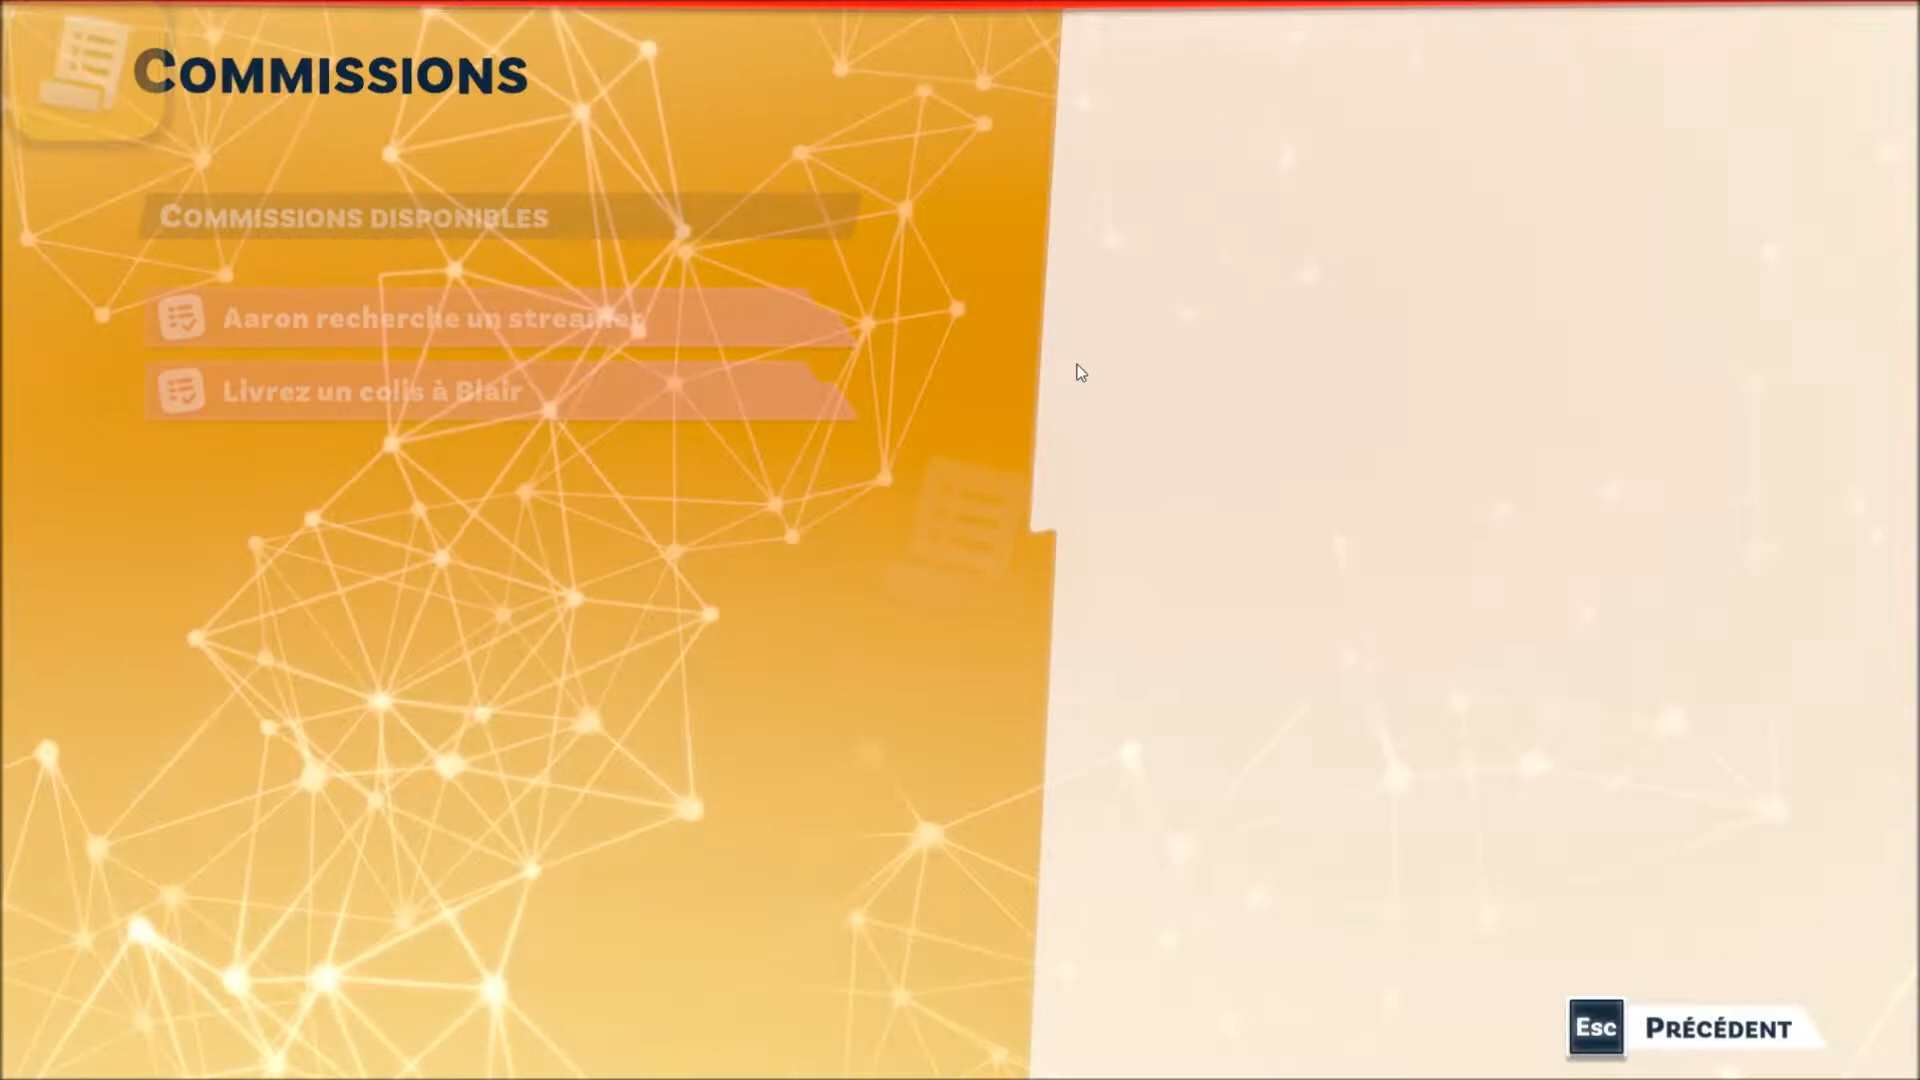 Commissions
Commissions disponibles
Aaron recherche un streamer
Livrez un colis à Blair
Esc Précédent